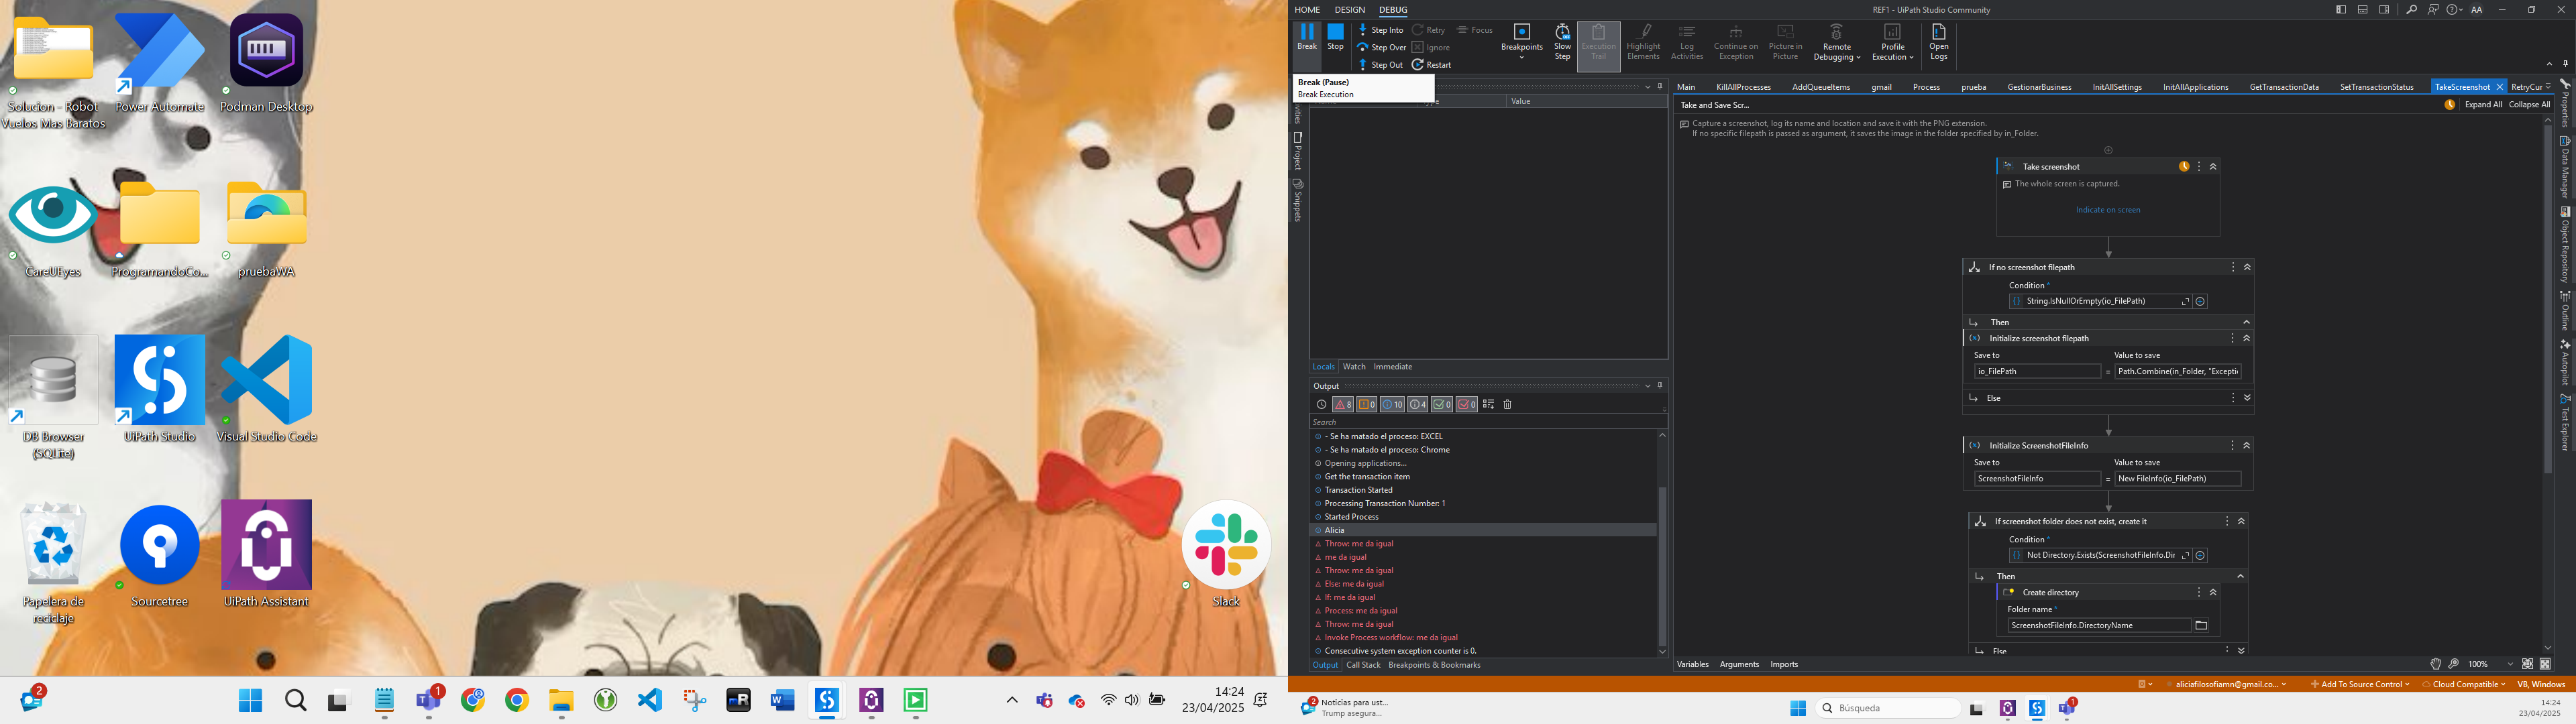 Solucion - Robot
Vuelos Mas Baratos
Power Automate
Podman Desktop
CareUEyes
ProgramandoCo...
pruebaWA
DB Browser
(SQLite)
UiPath Studio
Visual Studio Code
Papelera de
reciclaje
Sourcetree
UiPath Assistant
Slack
2
1
14:24
23/04/2025
HOME DESIGN DEBUG
REF1 - UiPath Studio Community
AA
Break
Stop
Step Into
Step Over
Step Out
Retry
Ignore
Restart
Focus
Breakpoints
Slow
Step
Execution
Trail
Highlight
Elements
Log
Activities
Continue on
Exception
Picture in
Picture
Remote
Debugging
Profile
Execution
Open
Logs
Break (Pause)
Break Execution
Value
Project
Snippets
Locals Watch Immediate
Output
8 0 10 4 0 0
Search
- Se ha matado el proceso: EXCEL
- Se ha matado el proceso: Chrome
Opening applications...
Get the transaction item
Transaction Started
Processing Transaction Number: 1
Started Process
Alicia
Throw: me da igual
me da igual
Throw: me da igual
Else: me da igual
If: me da igual
Process: me da igual
Throw: me da igual
Invoke Process workflow: me da igual
Consecutive system exception counter is 0.
Output Call Stack Breakpoints & Bookmarks
Main KillAllProcesses AddQueueItems gmail Process prueba GestionarBusiness InitAllSettings InitAllApplications GetTransactionData SetTransactionStatus TakeScreenshot RetryCur
Take and Save Scr...
Expand All Collapse All
Capture a screenshot, log its name and location and save it with the PNG extension.
If no specific filepath is passed as argument, it saves the image in the folder specified by in_Folder.
Take screenshot
The whole screen is captured.
Indicate on screen
If no screenshot filepath
Condition *
String.IsNullOrEmpty(io_FilePath)
Then
Initialize screenshot filepath
Save to Value to save
io_FilePath = Path.Combine(in_Folder, "Excepti
Else
Initialize ScreenshotFileInfo
Save to Value to save
ScreenshotFileInfo = New FileInfo(io_FilePath)
If screenshot folder does not exist, create it
Condition *
Not Directory.Exists(ScreenshotFileInfo.Dir
Then
Create directory
Folder name *
ScreenshotFileInfo.DirectoryName
Else
Variables Arguments Imports
100%
Properties
Data Manager
Object Repository
Outline
Autopilot
Test Explorer
aliciafilosofiamn@gmail.co...
Add To Source Control
Cloud Compatible
VB, Windows
2
Noticias para ust...
Trump asegura...
Búsqueda
1
14:24
23/04/2025